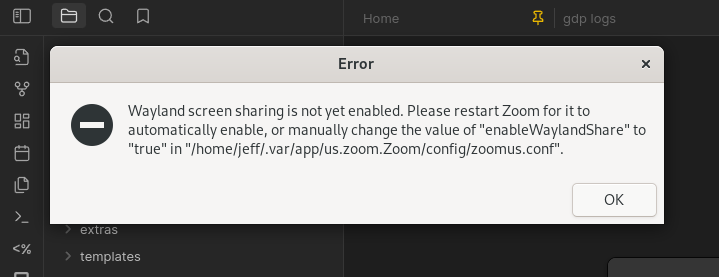 Home
gdp logs
Error
Wayland screen sharing is not yet enabled. Please restart Zoom for it to
automatically enable, or manually change the value of "enableWaylandShare" to
"true" in "/home/jeff/.var/app/us.zoom.Zoom/config/zoomus.conf".
OK
extras
<%
templates